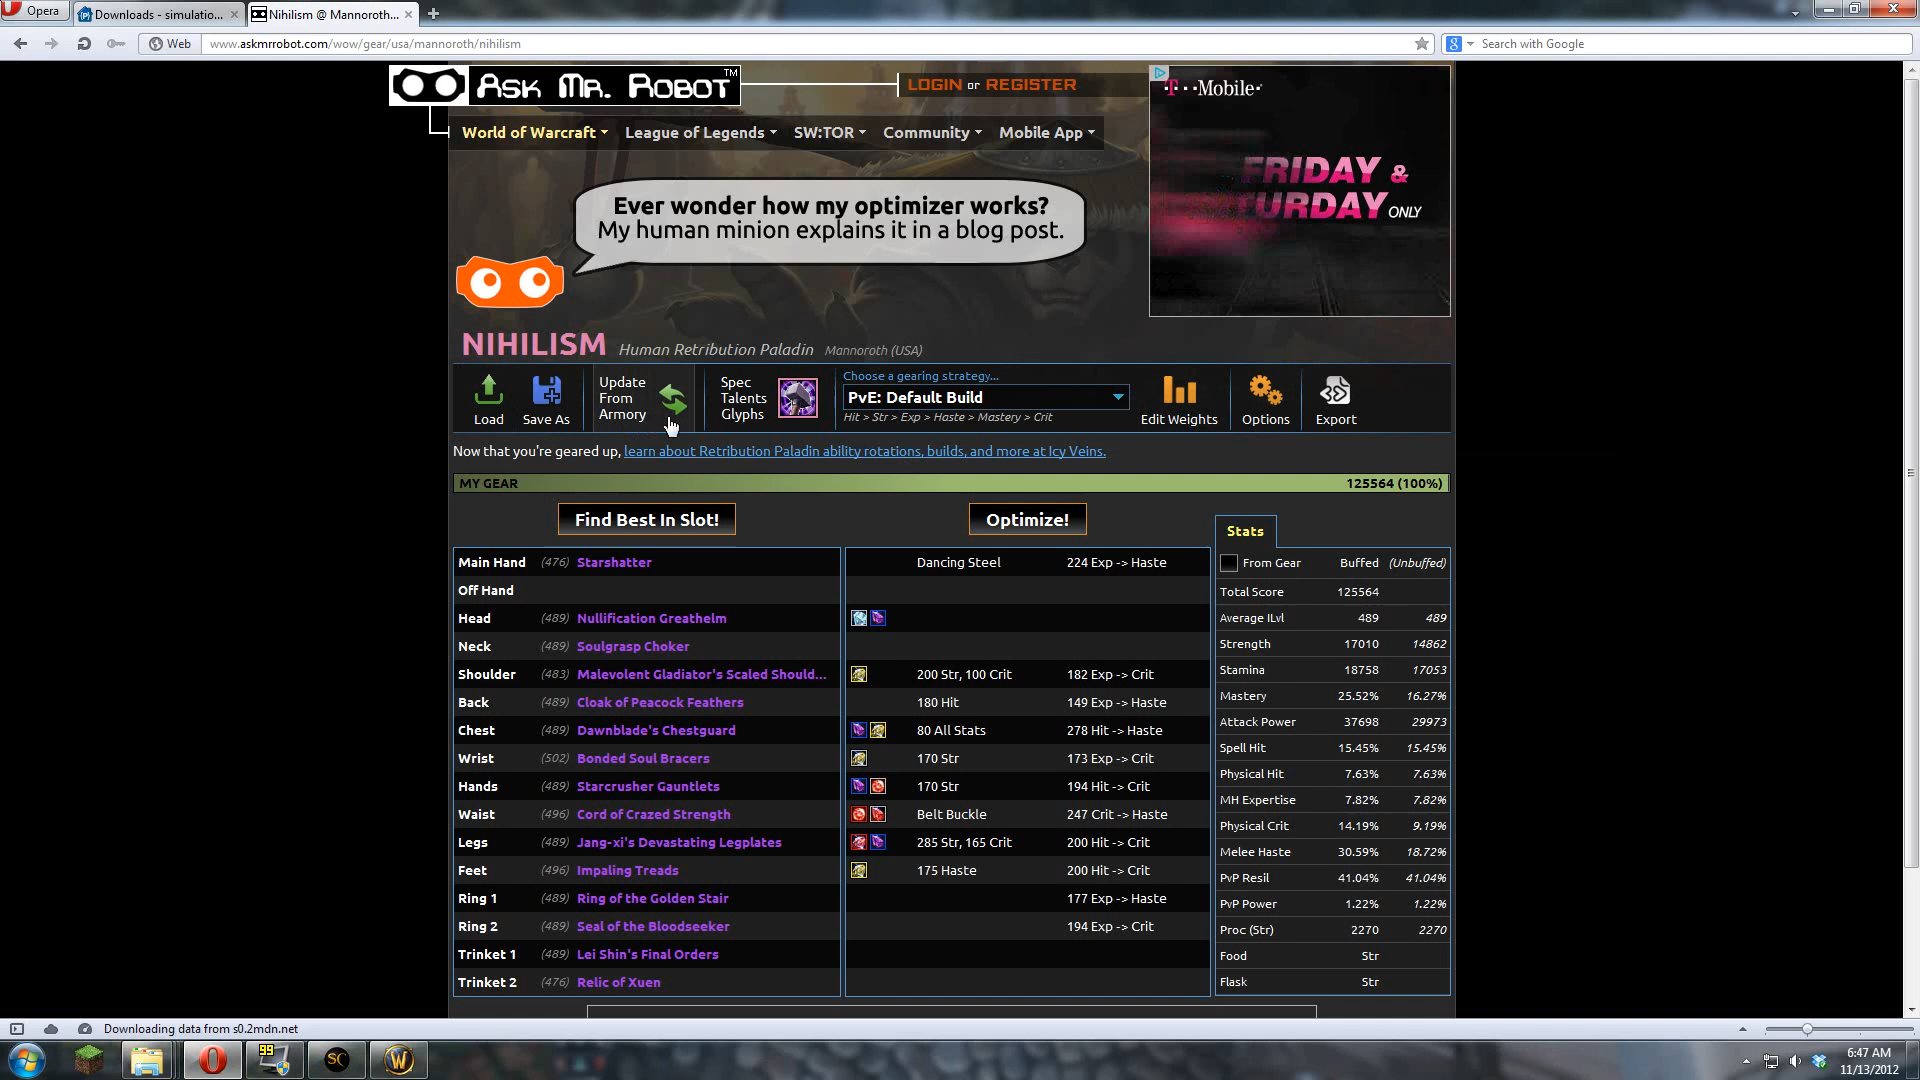 Opera
Downloads - simulatio...
Nihilism @ Mannoroth...
Web
www.askmrrobot.com/wow/gear/usa/mannoroth/nihilism
Search with Google
ASK MR. ROBOT™
LOGIN or REGISTER
T··Mobile·
World of Warcraft
League of Legends
SW:TOR
Community
Mobile App
FRIDAY &
TURDAY ONLY
Ever wonder how my optimizer works?
My human minion explains it in a blog post.
NIHILISM Human Retribution Paladin Mannoroth (USA)
Load
Save As
Update From Armory
Spec Talents Glyphs
Choose a gearing strategy...
PvE: Default Build
Hit > Str > Exp > Haste > Mastery > Crit
Edit Weights
Options
Export
Now that you're geared up, learn about Retribution Paladin ability rotations, builds, and more at Icy Veins.
MY GEAR 125564 (100%)
Find Best In Slot!
Optimize!
Stats
Main Hand (476) Starshatter Dancing Steel 224 Exp -> Haste
Off Hand
Head (489) Nullification Greathelm
Neck (489) Soulgrasp Choker
Shoulder (483) Malevolent Gladiator's Scaled Should... 200 Str, 100 Crit 182 Exp -> Crit
Back (489) Cloak of Peacock Feathers 180 Hit 149 Exp -> Haste
Chest (489) Dawnblade's Chestguard 80 All Stats 278 Hit -> Haste
Wrist (502) Bonded Soul Bracers 170 Str 173 Exp -> Crit
Hands (489) Starcrusher Gauntlets 170 Str 194 Hit -> Crit
Waist (496) Cord of Crazed Strength Belt Buckle 247 Crit -> Haste
Legs (489) Jang-xi's Devastating Legplates 285 Str, 165 Crit 200 Hit -> Crit
Feet (496) Impaling Treads 175 Haste 200 Hit -> Crit
Ring 1 (489) Ring of the Golden Stair 177 Exp -> Haste
Ring 2 (489) Seal of the Bloodseeker 194 Exp -> Crit
Trinket 1 (489) Lei Shin's Final Orders
Trinket 2 (476) Relic of Xuen
From Gear Buffed (Unbuffed)
Total Score 125564
Average ILvl 489 489
Strength 17010 14862
Stamina 18758 17053
Mastery 25.52% 16.27%
Attack Power 37698 29973
Spell Hit 15.45% 15.45%
Physical Hit 7.63% 7.63%
MH Expertise 7.82% 7.82%
Physical Crit 14.19% 9.19%
Melee Haste 30.59% 18.72%
PvP Resil 41.04% 41.04%
PvP Power 1.22% 1.22%
Proc (Str) 2270 2270
Food Str
Flask Str
Downloading data from s0.2mdn.net
99
SC
6:47 AM
11/13/2012